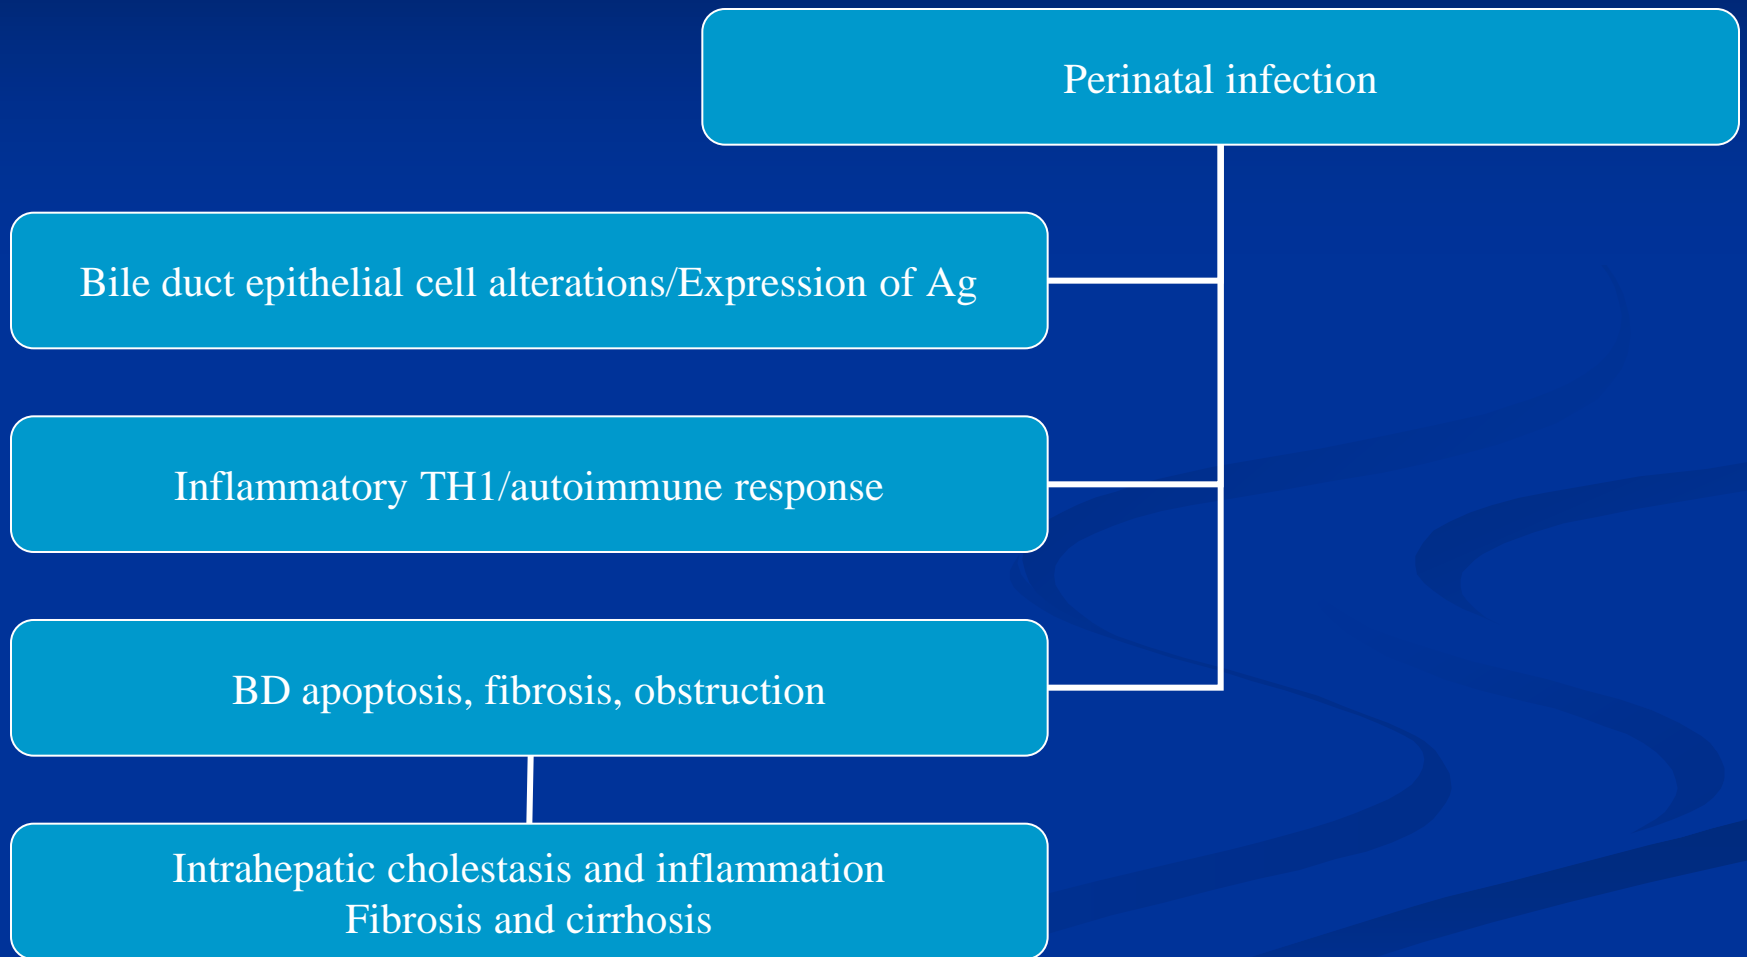 Perinatal infection
Bile duct epithelial cell alterations/Expression of Ag
Inflammatory TH1/autoimmune response
BD apoptosis, fibrosis, obstruction
Intrahepatic cholestasis and inflammation
Fibrosis and cirrhosis